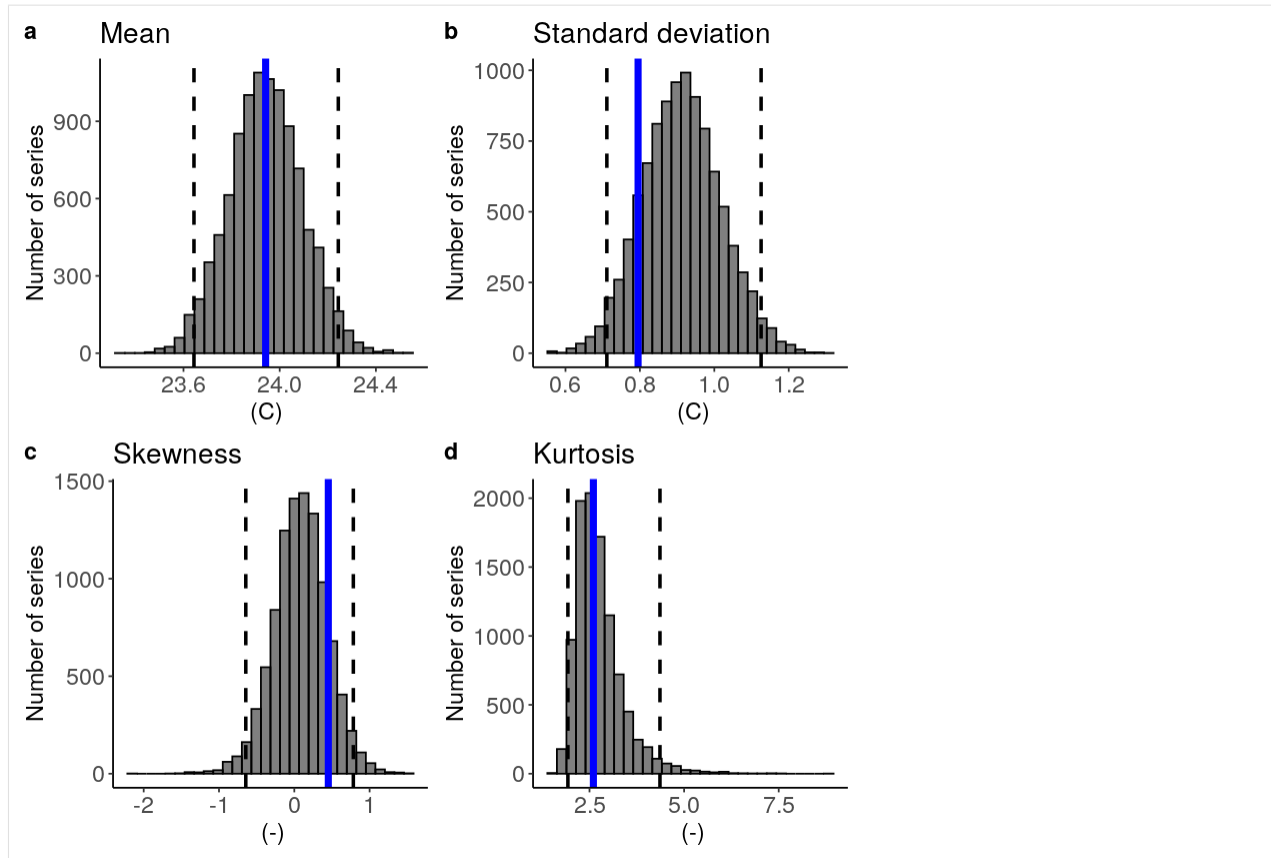 a Mean
Number of series
900
600
300
0
23.6 24.0 24.4
(C)
b Standard deviation
Number of series
1000
750
500
250
0
0.6 0.8 1.0 1.2
(C)
c Skewness
Number of series
1500
1000
500
0
-2 -1 0 1
(-)
d Kurtosis
Number of series
2000
1500
1000
500
0
2.5 5.0 7.5
(-)